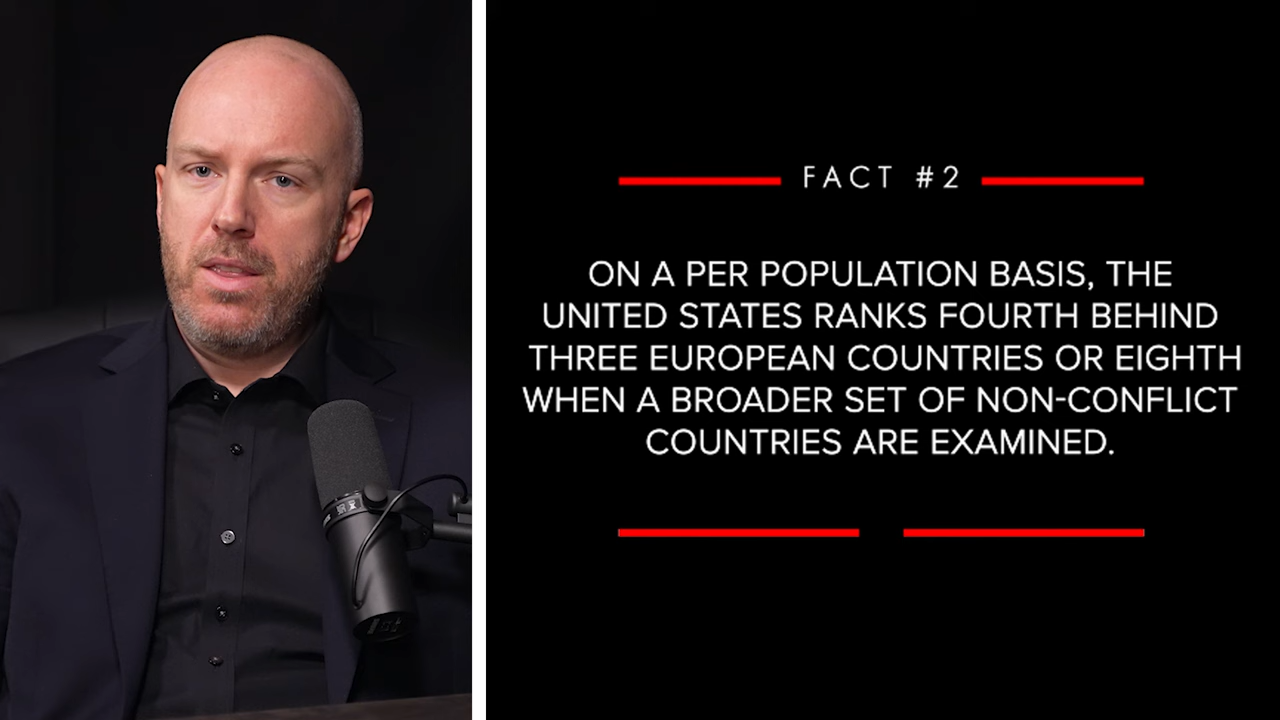 FACT #2
ON A PER POPULATION BASIS, THE
UNITED STATES RANKS FOURTH BEHIND
THREE EUROPEAN COUNTRIES OR EIGHTH
WHEN A BROADER SET OF NON-CONFLICT
COUNTRIES ARE EXAMINED.